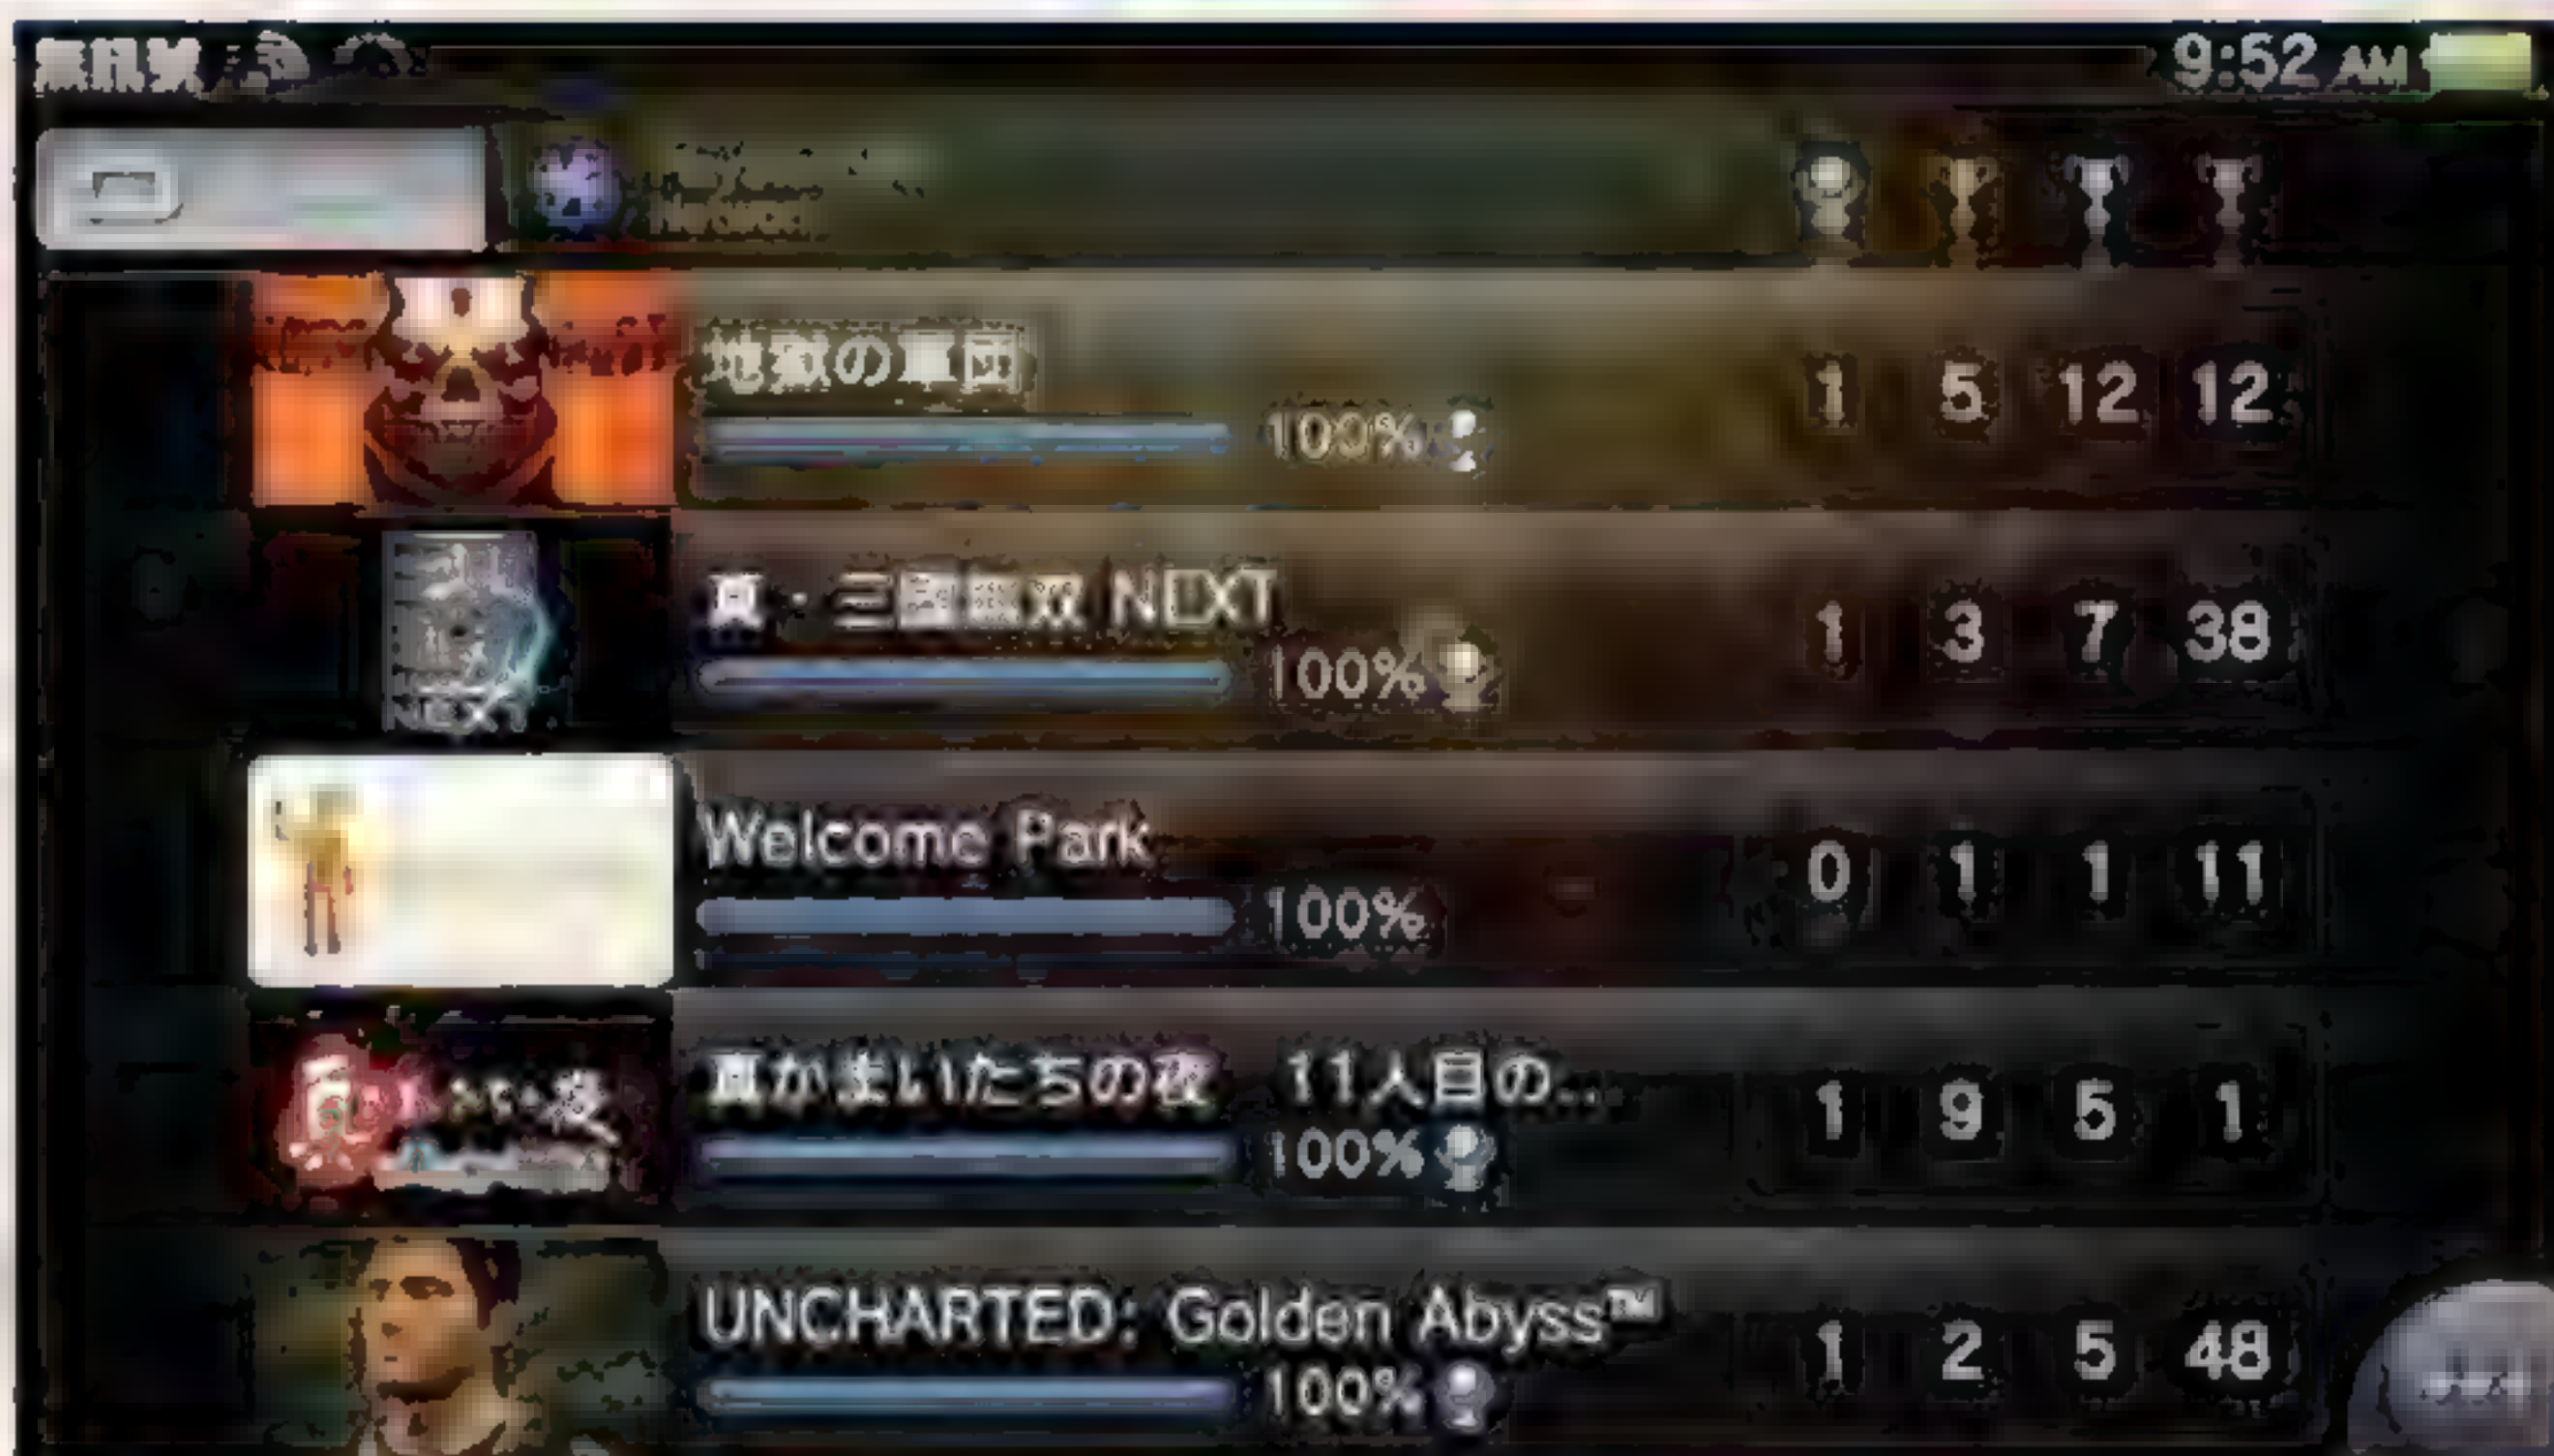 9:52 AM
地獄の軍団
100%
1 5 12 12
真・三國無双 NEXT
100%
1 3 7 38
NEXT
Welcome Park
100%
0 1 1 11
真かまいたちの夜 11人目の...
100%
1 9 5 1
UNCHARTED: Golden Abyss™
100%
1 2 5 48